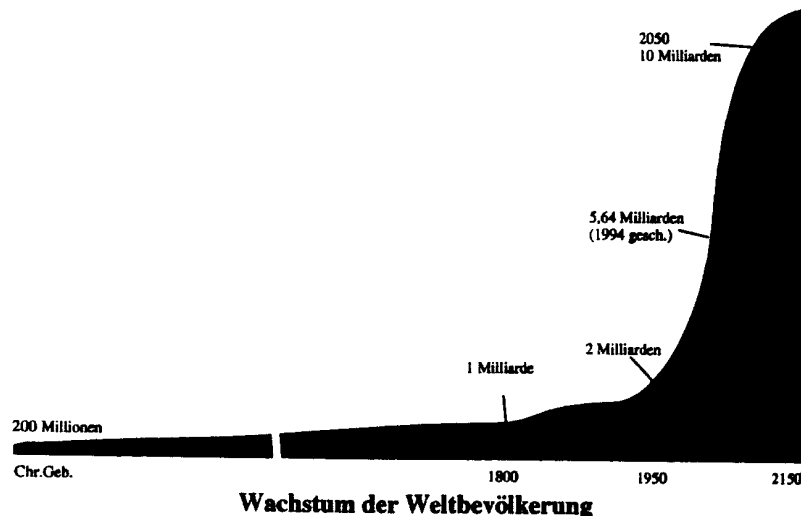 2050
10 Milliarden
5,64 Milliarden
(1994 gesch.)
2 Milliarden
1 Milliarde
200 Millionen
Chr.Geb.
1800
1950
2150
Wachstum der Weltbevölkerung